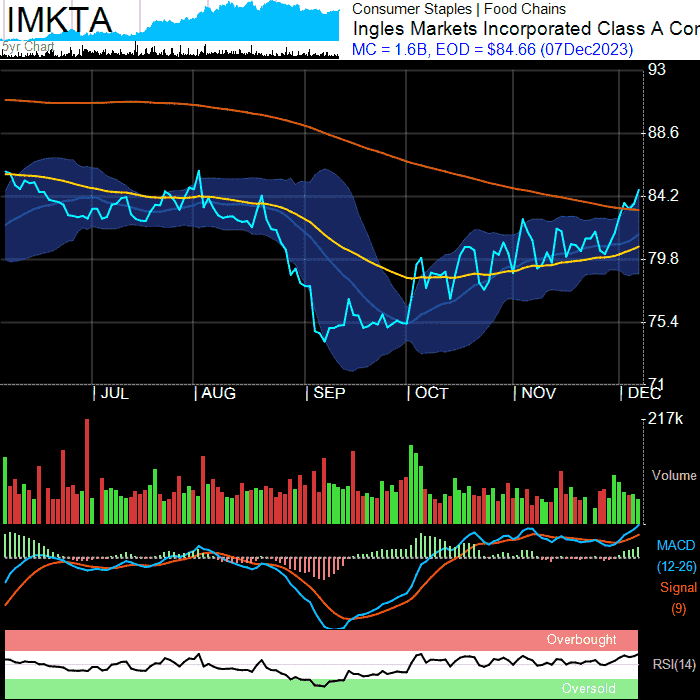 IMKTA
5yr Chart
Consumer Staples | Food Chains
Ingles Markets Incorporated Class A Cor
MC = 1.6B, EOD = $84.66 (07Dec2023)
93
88.6
84.2
79.8
75.4
71
JUL AUG SEP OCT NOV DEC
217k
Volume
MACD
(12-26)
Signal
(9)
Overbought
RSI(14)
Oversold